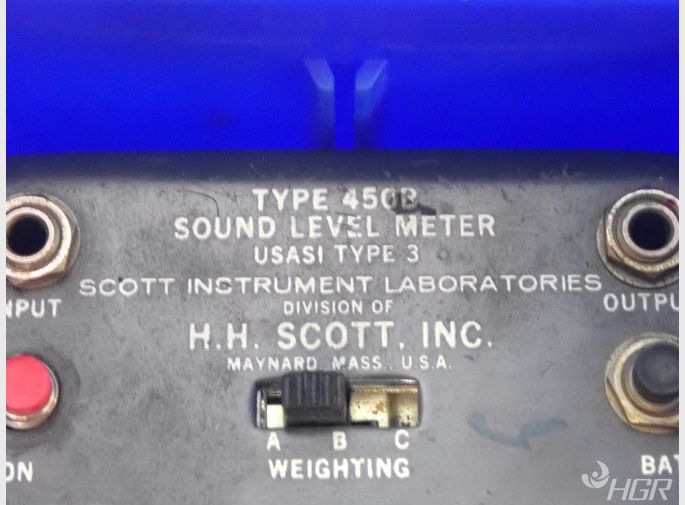 TYPE 450B
SOUND LEVEL METER
USASI TYPE 3
SCOTT INSTRUMENT LABORATORIES
NPUT
OUTPU
DIVISION OF
H.H. SCOTT, INC.
MAYNARD, MASS., U.S.A.
A B C
WEIGHTING
ON
BAT
HGR